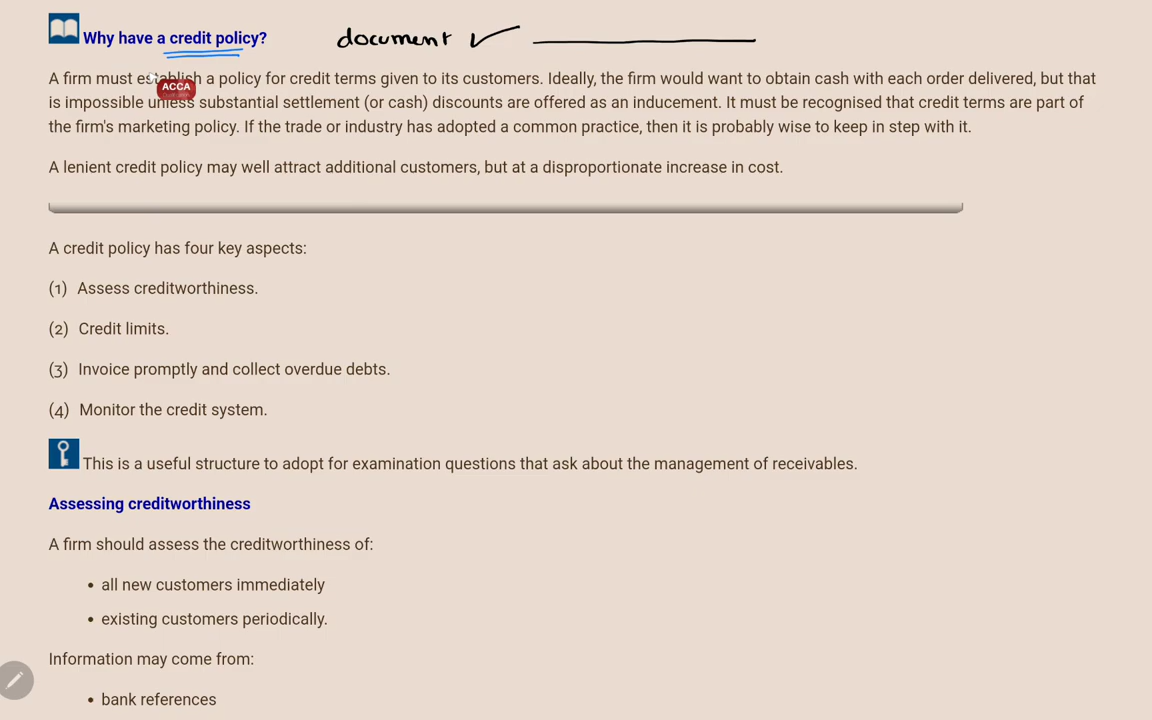 Why have a credit policy? document
A firm must establish a policy for credit terms given to its customers. Ideally, the firm would want to obtain cash with each order delivered, but that
is impossible unless substantial settlement (or cash) discounts are offered as an inducement. It must be recognised that credit terms are part of
ACCA
the firm's marketing policy. If the trade or industry has adopted a common practice, then it is probably wise to keep in step with it.
A lenient credit policy may well attract additional customers, but at a disproportionate increase in cost.
A credit policy has four key aspects:
(1) Assess creditworthiness.
(2) Credit limits.
(3) Invoice promptly and collect overdue debts.
(4) Monitor the credit system.
This is a useful structure to adopt for examination questions that ask about the management of receivables.
Assessing creditworthiness
A firm should assess the creditworthiness of:
• all new customers immediately
• existing customers periodically.
Information may come from:
• bank references